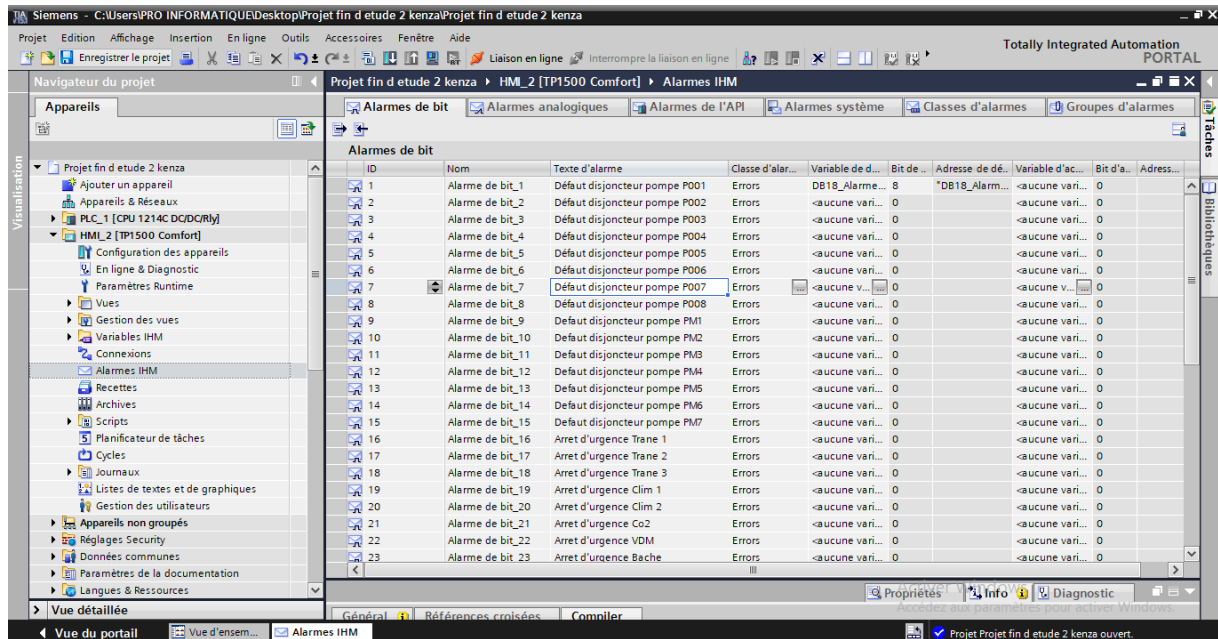 Siemens - C:\Users\PRO INFORMATIQUE\Desktop\Projet fin d etude 2 kenza\Projet fin d etude 2 kenza
Projet Edition Affichage Insertion En ligne Outils Accessoires Fenêtre Aide
Totally Integrated Automation
PORTAL
Enregistrer le projet Liaison en ligne Interrompre la liaison en ligne
Navigateur du projet
Projet fin d etude 2 kenza HMI_2 [TP1500 Comfort] Alarmes IHM
Appareils
Alarmes de bit Alarmes analogiques Alarmes de l'API Alarmes système Classes d'alarmes Groupes d'alarmes
Visualisation
Projet fin d etude 2 kenza
Ajouter un appareil
Appareils & Réseaux
PLC_1 [CPU 1214C DC/DC/Rly]
HMI_2 [TP1500 Comfort]
Configuration des appareils
En ligne & Diagnostic
Paramètres Runtime
Vues
Gestion des vues
Variables IHM
Connexions
Alarmes IHM
Recettes
Archives
Scripts
Planificateur de tâches
Cycles
Journaux
Listes de textes et de graphiques
Gestion des utilisateurs
Appareils non groupés
Réglages Security
Données communes
Paramètres de la documentation
Langues & Ressources
Vue détaillée
Alarmes de bit
ID Nom Texte d'alarme Classe d'alar... Variable de d... Bit de .. Adresse de dé.. Variable d'ac... Bit d'a.. Adress...
1 Alarme de bit_1 Défaut disjoncteur pompe P001 Errors DB18_Alarme... 8 "DB18_Alarm... <aucune vari... 0
2 Alarme de bit_2 Défaut disjoncteur pompe P002 Errors <aucune vari... 0 <aucune vari... 0
3 Alarme de bit_3 Défaut disjoncteur pompe P003 Errors <aucune vari... 0 <aucune vari... 0
4 Alarme de bit_4 Défaut disjoncteur pompe P004 Errors <aucune vari... 0 <aucune vari... 0
5 Alarme de bit_5 Défaut disjoncteur pompe P005 Errors <aucune vari... 0 <aucune vari... 0
6 Alarme de bit_6 Défaut disjoncteur pompe P006 Errors <aucune vari... 0 <aucune vari... 0
7 Alarme de bit_7 Défaut disjoncteur pompe P007 Errors ... <aucune v... ... 0 <aucune v... ... 0
8 Alarme de bit_8 Défaut disjoncteur pompe P008 Errors <aucune vari... 0 <aucune vari... 0
9 Alarme de bit_9 Defaut disjoncteur pompe PM1 Errors <aucune vari... 0 <aucune vari... 0
10 Alarme de bit_10 Defaut disjoncteur pompe PM2 Errors <aucune vari... 0 <aucune vari... 0
11 Alarme de bit_11 Defaut disjoncteur pompe PM3 Errors <aucune vari... 0 <aucune vari... 0
12 Alarme de bit_12 Defaut disjoncteur pompe PM4 Errors <aucune vari... 0 <aucune vari... 0
13 Alarme de bit_13 Defaut disjoncteur pompe PM5 Errors <aucune vari... 0 <aucune vari... 0
14 Alarme de bit_14 Defaut disjoncteur pompe PM6 Errors <aucune vari... 0 <aucune vari... 0
15 Alarme de bit_15 Defaut disjoncteur pompe PM7 Errors <aucune vari... 0 <aucune vari... 0
16 Alarme de bit_16 Arret d'urgence Trane 1 Errors <aucune vari... 0 <aucune vari... 0
17 Alarme de bit_17 Arret d'urgence Trane 2 Errors <aucune vari... 0 <aucune vari... 0
18 Alarme de bit_18 Arret d'urgence Trane 3 Errors <aucune vari... 0 <aucune vari... 0
19 Alarme de bit_19 Arret d'urgence Clim 1 Errors <aucune vari... 0 <aucune vari... 0
20 Alarme de bit_20 Arret d'urgence Clim 2 Errors <aucune vari... 0 <aucune vari... 0
21 Alarme de bit_21 Arret d'urgence Co2 Errors <aucune vari... 0 <aucune vari... 0
22 Alarme de bit_22 Arret d'urgence VDM Errors <aucune vari... 0 <aucune vari... 0
23 Alarme de bit_23 Arret d'urgence Bache Errors <aucune vari... 0 <aucune vari... 0
Tâches
Bibliothèques
Activer Windows
Propriétés Info Diagnostic
Accédez aux paramètres pour activer Windows.
Général Références croisées Compiler
Vue du portail Vue d'ensem... Alarmes IHM
Projet Projet fin d etude 2 kenza ouvert.